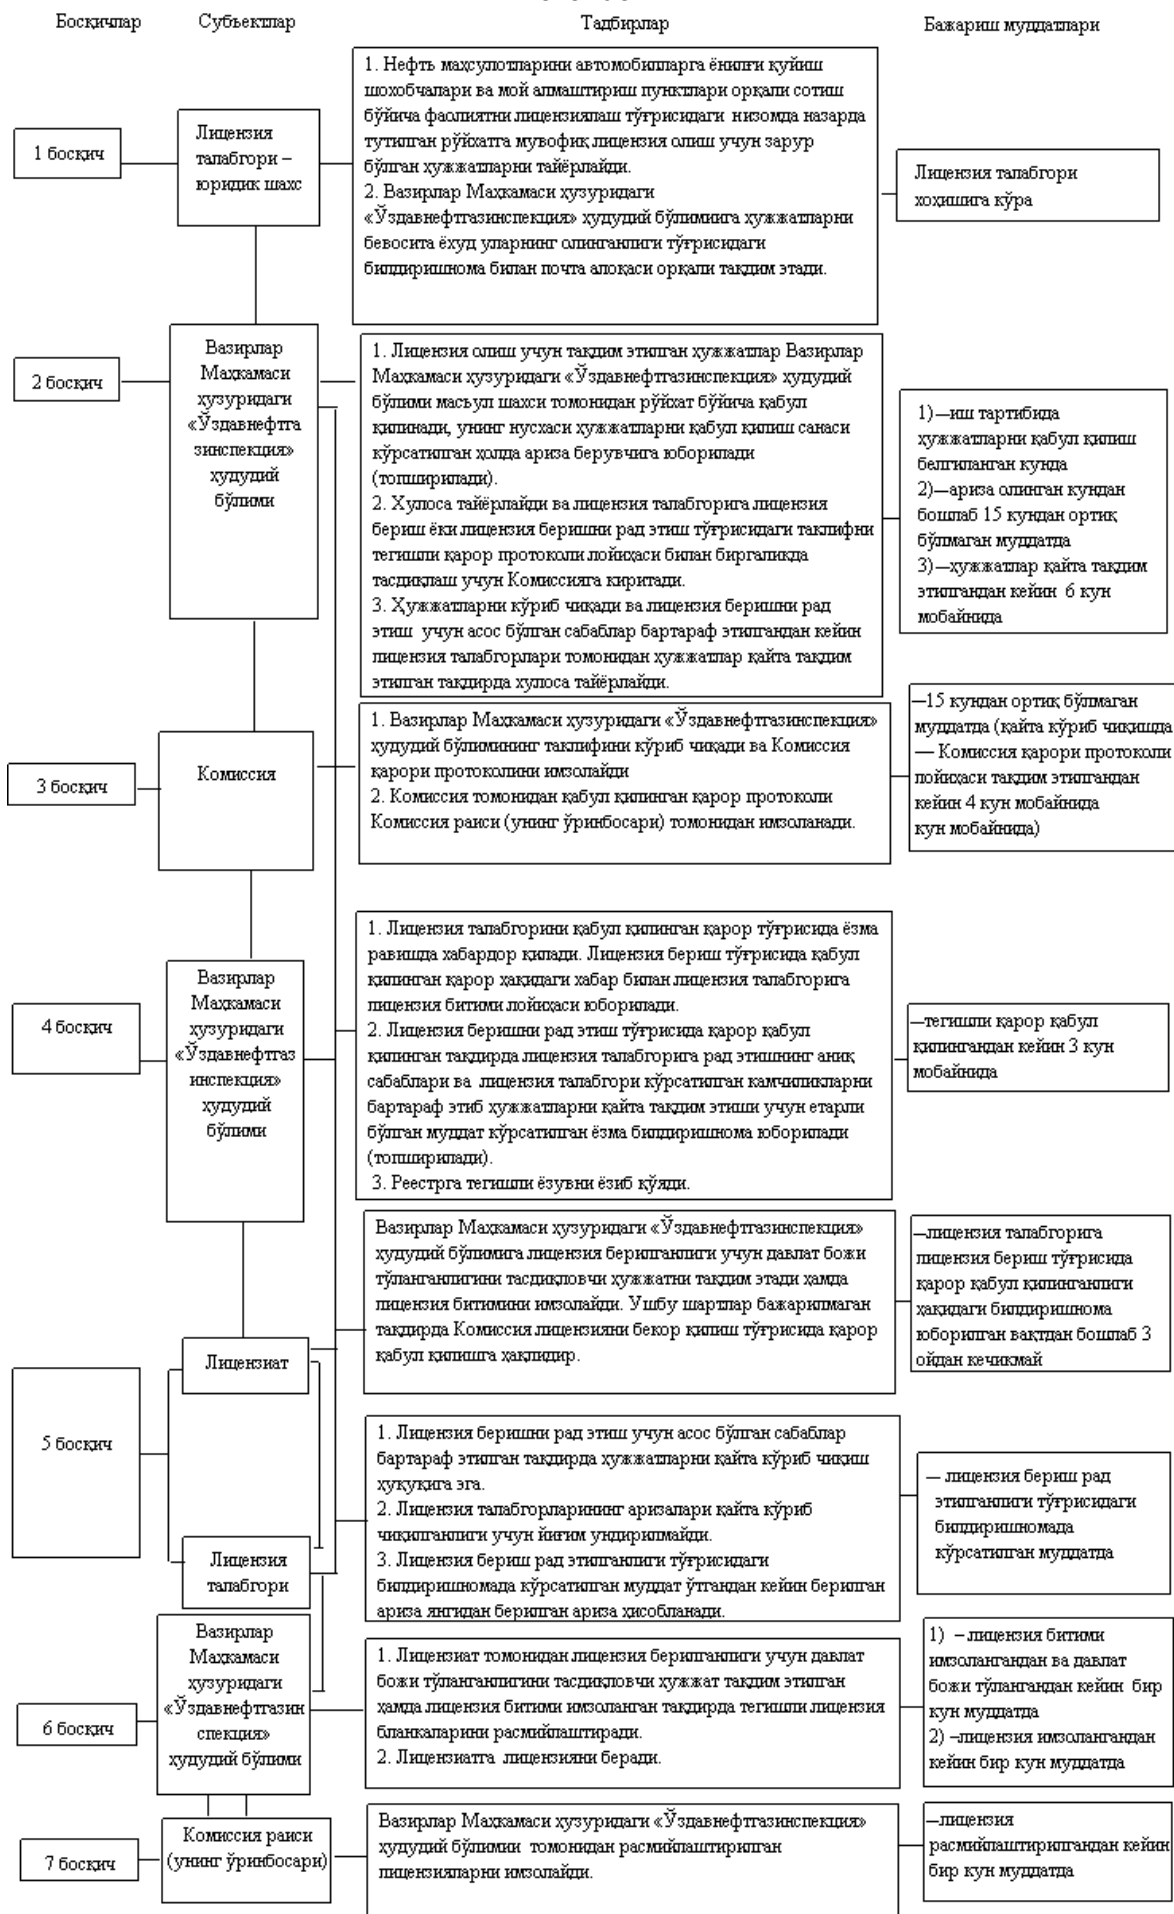 Босқичлар
Субъектлар
Тадбирлар
Бажариш муддатлари
1 босқич
Лицензия
талабгори –
юридик шахс
1. Нефть маҳсулотларини автомобилларга ёнилғи қуйиш
шохобчалари ва мой алмаштириш пунктлари орқали сотиш
бўйича фаолиятни лицензиялаш тўғрисидаги низомда назарда
тутилган рўйхатга мувофиқ лицензия олиш учун зарур
бўлган ҳужжатларни тайёрлайди.
2. Вазирлар Маҳкамаси ҳузуридаги
«Ўздавнефтгазинспекция» ҳудудий бўлимиига ҳужжатларни
бевосита ёхуд уларнинг олинганлиги тўғрисидаги
билдиришнома билан почта алоқаси орқали тақдим этади.
Лицензия талабгори
хоҳишига кўра
2 босқич
Вазирлар
Маҳкамаси
ҳузуридаги
«Ўздавнефтга
зинспекция»
ҳудудий
бўлими
1. Лицензия олиш учун тақдим этилган ҳужжатлар Вазирлар
Маҳкамаси ҳузуридаги «Ўздавнефтгазинспекция» ҳудудий
бўлими масъул шахси томонидан рўйхат бўйича қабул
қилинади, унинг нусхаси ҳужжатларни қабул қилиш санаси
кўрсатилган ҳолда ариза берувчига юборилади
(топширилади).
2. Хулоса тайёрлайди ва лицензия талабгорига лицензия
бериш ёки лицензия беришни рад этиш тўғрисидаги таклифни
тегишли қарор протоколи лойиҳаси билан биргаликда
тасдиқлаш учун Комиссияга киритади.
3. Ҳужжатларни кўриб чиқади ва лицензия беришни рад
этиш учун асос бўлган сабаблар бартараф этилгандан кейин
лицензия талабгорлари томонидан ҳужжатлар қайта тақдим
этилган тақдирда хулоса тайёрлайди.
1)—иш тартибида
ҳужжатларни қабул қилиш
белгиланган кунда
2)—ариза олинган кундан
бошлаб 15 кундан ортиқ
бўлмаган муддатда
3)—ҳужжатлар қайта тақдим
этилгандан кейин 6 кун
мобайнида
3 босқич
Комиссия
1. Вазирлар Маҳкамаси ҳузуридаги «Ўздавнефтгазинспекция»
ҳудудий бўлимининг таклифини кўриб чиқади ва Комиссия
қарори протоколини имзолайди
2. Комиссия томонидан қабул қилинган қарор протоколи
Комиссия раиси (унинг ўринбосари) томонидан имзоланади.
—15 кундан ортиқ бўлмаган
муддатда (қайта кўриб чиқишда
— Комиссия қарори протоколи
лойиҳаси тақдим этилгандан
кейин 4 кун мобайнида
кун мобайнида)
4 босқич
Вазирлар
Маҳкамаси
ҳузуридаги
«Ўздавнефтгаз
инспекция»
ҳудудий
бўлими
1. Лицензия талабгорини қабул қилинган қарор тўғрисида ёзма
равишда хабардор қилади. Лицензия бериш тўғрисида қабул
қилинган қарор ҳақидаги хабар билан лицензия талабгорига
лицензия битими лойиҳаси юборилади.
2. Лицензия беришни рад этиш тўғрисида қарор қабул
қилинган тақдирда лицензия талабгорига рад этишнинг аниқ
сабаблари ва лицензия талабгори кўрсатилган камчиликларни
бартараф этиб ҳужжатларни қайта тақдим этиши учун етарли
бўлган муддат кўрсатилган ёзма билдиришнома юборилади
(топширилади).
3. Реестрга тегишли ёзувни ёзиб қўяди.
—тегишли қарор қабул
қилингандан кейин 3 кун
мобайнида
5 босқич
Лицензиат
Вазирлар Маҳкамаси ҳузуридаги «Ўздавнефтгазинспекция»
ҳудудий бўлимига лицензия берилганлиги учун давлат божи
тўланганлигини тасдиқловчи ҳужжатни тақдим этади ҳамда
лицензия битимини имзолайди. Ушбу шартлар бажарилмаган
тақдирда Комиссия лицензияни бекор қилиш тўғрисида қарор
қабул қилишга ҳақлидир.
—лицензия талабгорига
лицензия бериш тўғрисида
қарор қабул қилинганлиги
ҳақидаги билдиришнома
юборилган вақтдан бошлаб 3
ойдан кечикмай
Лицензия
талабгори
1. Лицензия беришни рад этиш учун асос бўлган сабаблар
бартараф этилган тақдирда ҳужжатларни қайта кўриб чиқиш
ҳуқуқига эга.
2. Лицензия талабгорларининг аризалари қайта кўриб
чиқилганлиги учун йиғим ундирилмайди.
3. Лицензия бериш рад этилганлиги тўғрисидаги
билдиришномада кўрсатилган муддат ўтгандан кейин берилган
ариза янгидан берилган ариза ҳисобланади.
— лицензия бериш рад
этилганлиги тўғрисидаги
билдиришномада
кўрсатилган муддатда
6 босқич
Вазирлар
Маҳкамаси
ҳузуридаги
«Ўздавнефтгазин
спекция»
ҳудудий бўлими
1. Лицензиат томонидан лицензия берилганлиги учун давлат
божи тўланганлигини тасдиқловчи ҳужжат тақдим этилган
ҳамда лицензия битими имзоланган тақдирда тегишли лицензия
бланкаларини расмийлаштиради.
2. Лицензиатга лицензияни беради.
1) – лицензия битими
имзолангандан ва давлат
божи тўлангандан кейин бир
кун муддатда
2) –лицензия имзолангандан
кейин бир кун муддатда
7 босқич
Комиссия раиси
(унинг ўринбосари)
Вазирлар Маҳкамаси ҳузуридаги «Ўздавнефтгазинспекция»
ҳудудий бўлимии томонидан расмийлаштирилган
лицензияларни имзолайди.
—лицензия
расмийлаштирилгандан кейин
бир кун муддатда